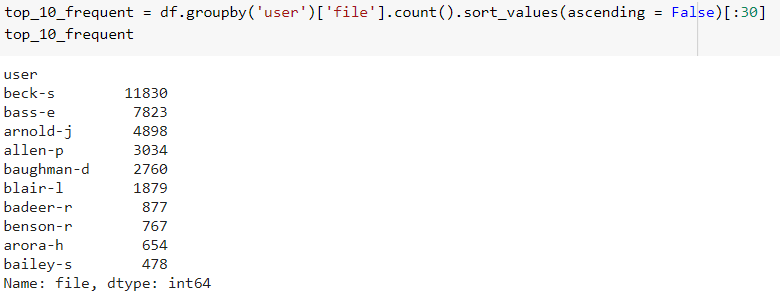 top_10_frequent = df.groupby('user')['file'].count().sort_values(ascending = False)[:30]
top_10_frequent
user
beck-s 11830
bass-e 7823
arnold-j 4898
allen-p 3034
baughman-d 2760
blair-l 1879
badeer-r 877
benson-r 767
arora-h 654
bailey-s 478
Name: file, dtype: int64